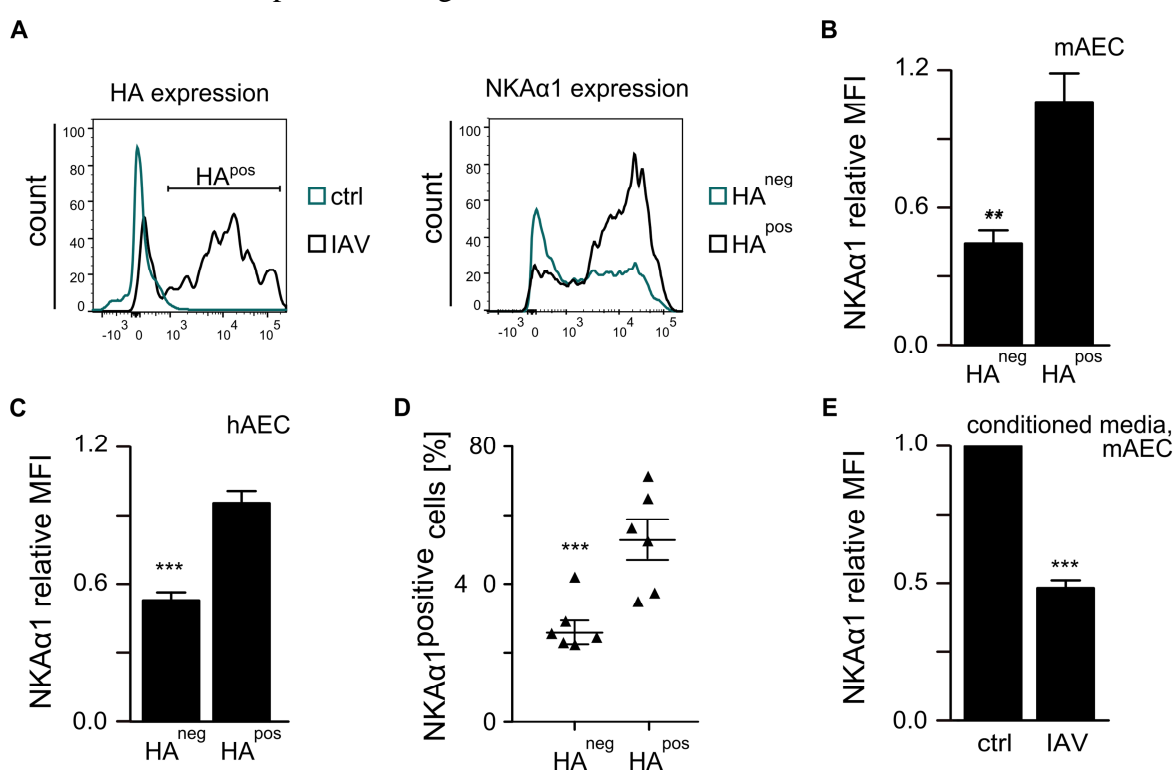 A
HA expression
count
100
80
60
40
20
0
-10³ 0 10³ 10⁴ 10⁵
HAᵖᵒˢ
ctrl
IAV
NKAα1 expression
count
100
80
60
40
20
0
-10³ 0 10³ 10⁴ 10⁵
HAⁿᵉᵍ
HAᵖᵒˢ
B
mAEC
NKAα1 relative MFI
1.2
0.6
0.0
**
HAⁿᵉᵍ HAᵖᵒˢ
C
hAEC
NKAα1 relative MFI
1.2
0.6
0.0
***
HAⁿᵉᵍ HAᵖᵒˢ
D
NKAα1ᵖᵒˢⁱᵗⁱᵛᵉ cells [%]
80
4 0
0
***
HAⁿᵉᵍ HAᵖᵒˢ
E
conditioned media,
mAEC
NKAα1 relative MFI
1.0
0.5
0.0
***
ctrl IAV